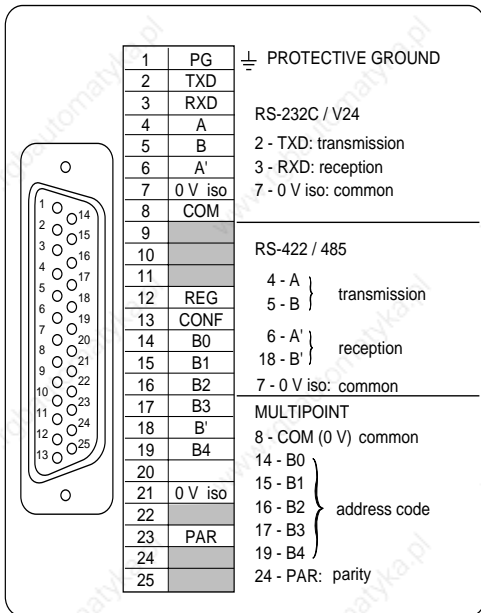 1 PG
2 TXD
3 RXD
4 A
5 B
6 A'
7 0 V iso
8 COM
9
10
11
12 REG
13 CONF
14 B0
15 B1
16 B2
17 B3
18 B'
19 B4
20
21 0 V iso
22
23 PAR
24
25
PROTECTIVE GROUND
RS-232C / V24
2 - TXD: transmission
3 - RXD: reception
7 - 0 V iso: common
RS-422 / 485
4 - A
5 - B
transmission
6 - A'
18 - B'
reception
7 - 0 V iso: common
MULTIPOINT
8 - COM (0 V) common
14 - B0
15 - B1
16 - B2
17 - B3
19 - B4
address code
24 - PAR: parity
1
2
3
4
5
6
7
8
9
10
11
12
13
14
15
16
17
18
19
20
21
22
23
24
25